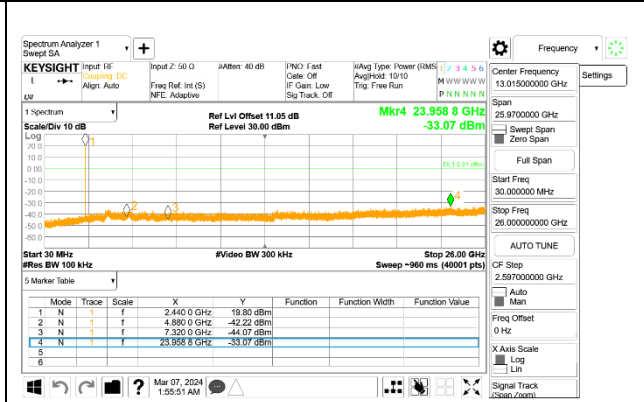 Spectrum Analyzer 1
Swept SA
Frequency
KEYSIGHT
Input: RF
Coupling: DC
Align: Auto
Input Z: 50 Ω
Freq Ref: Int (S)
NFE: Adaptive
#Atten: 40 dB
PNO: Fast
Gate: Off
IF Gain: Low
Sig Track: Off
#Avg Type: Power (RMS
Avg|Hold: 10/10
Trig: Free Run
1 2 3 4 5 6
M W W W W W
P N N N N N
L
Center Frequency
13.015000000 GHz
Settings
Span
25.9700000 GHz
Swept Span
Zero Span
Full Span
Start Freq
30.000000 MHz
Stop Freq
26.000000000 GHz
AUTO TUNE
CF Step
2.597000000 GHz
Auto
Man
Freq Offset
0 Hz
X Axis Scale
Log
Lin
Signal Track
(Span Zoom)
1 Spectrum
Scale/Div 10 dB
Ref Lvl Offset 11.05 dB
Ref Level 30.00 dBm
Mkr4 23.958 8 GHz
-33.07 dBm
Log
20.0
10.0
0.00
-10.0
-20.0
-30.0
-40.0
-50.0
-60.0
1
2
3
4
Start 30 MHz
#Res BW 100 kHz
#Video BW 300 kHz
Stop 26.00 GHz
Sweep ~960 ms (40001 pts)
5 Marker Table
Mode Trace Scale X Y Function Function Width Function Value
1 N 1 f 2.440 0 GHz 19.80 dBm
2 N 1 f 4.880 0 GHz -42.22 dBm
3 N 1 f 7.320 0 GHz -44.07 dBm
4 N 1 f 23.958 8 GHz -33.07 dBm
5
6
?
Mar 07, 2024
1:55:51 AM